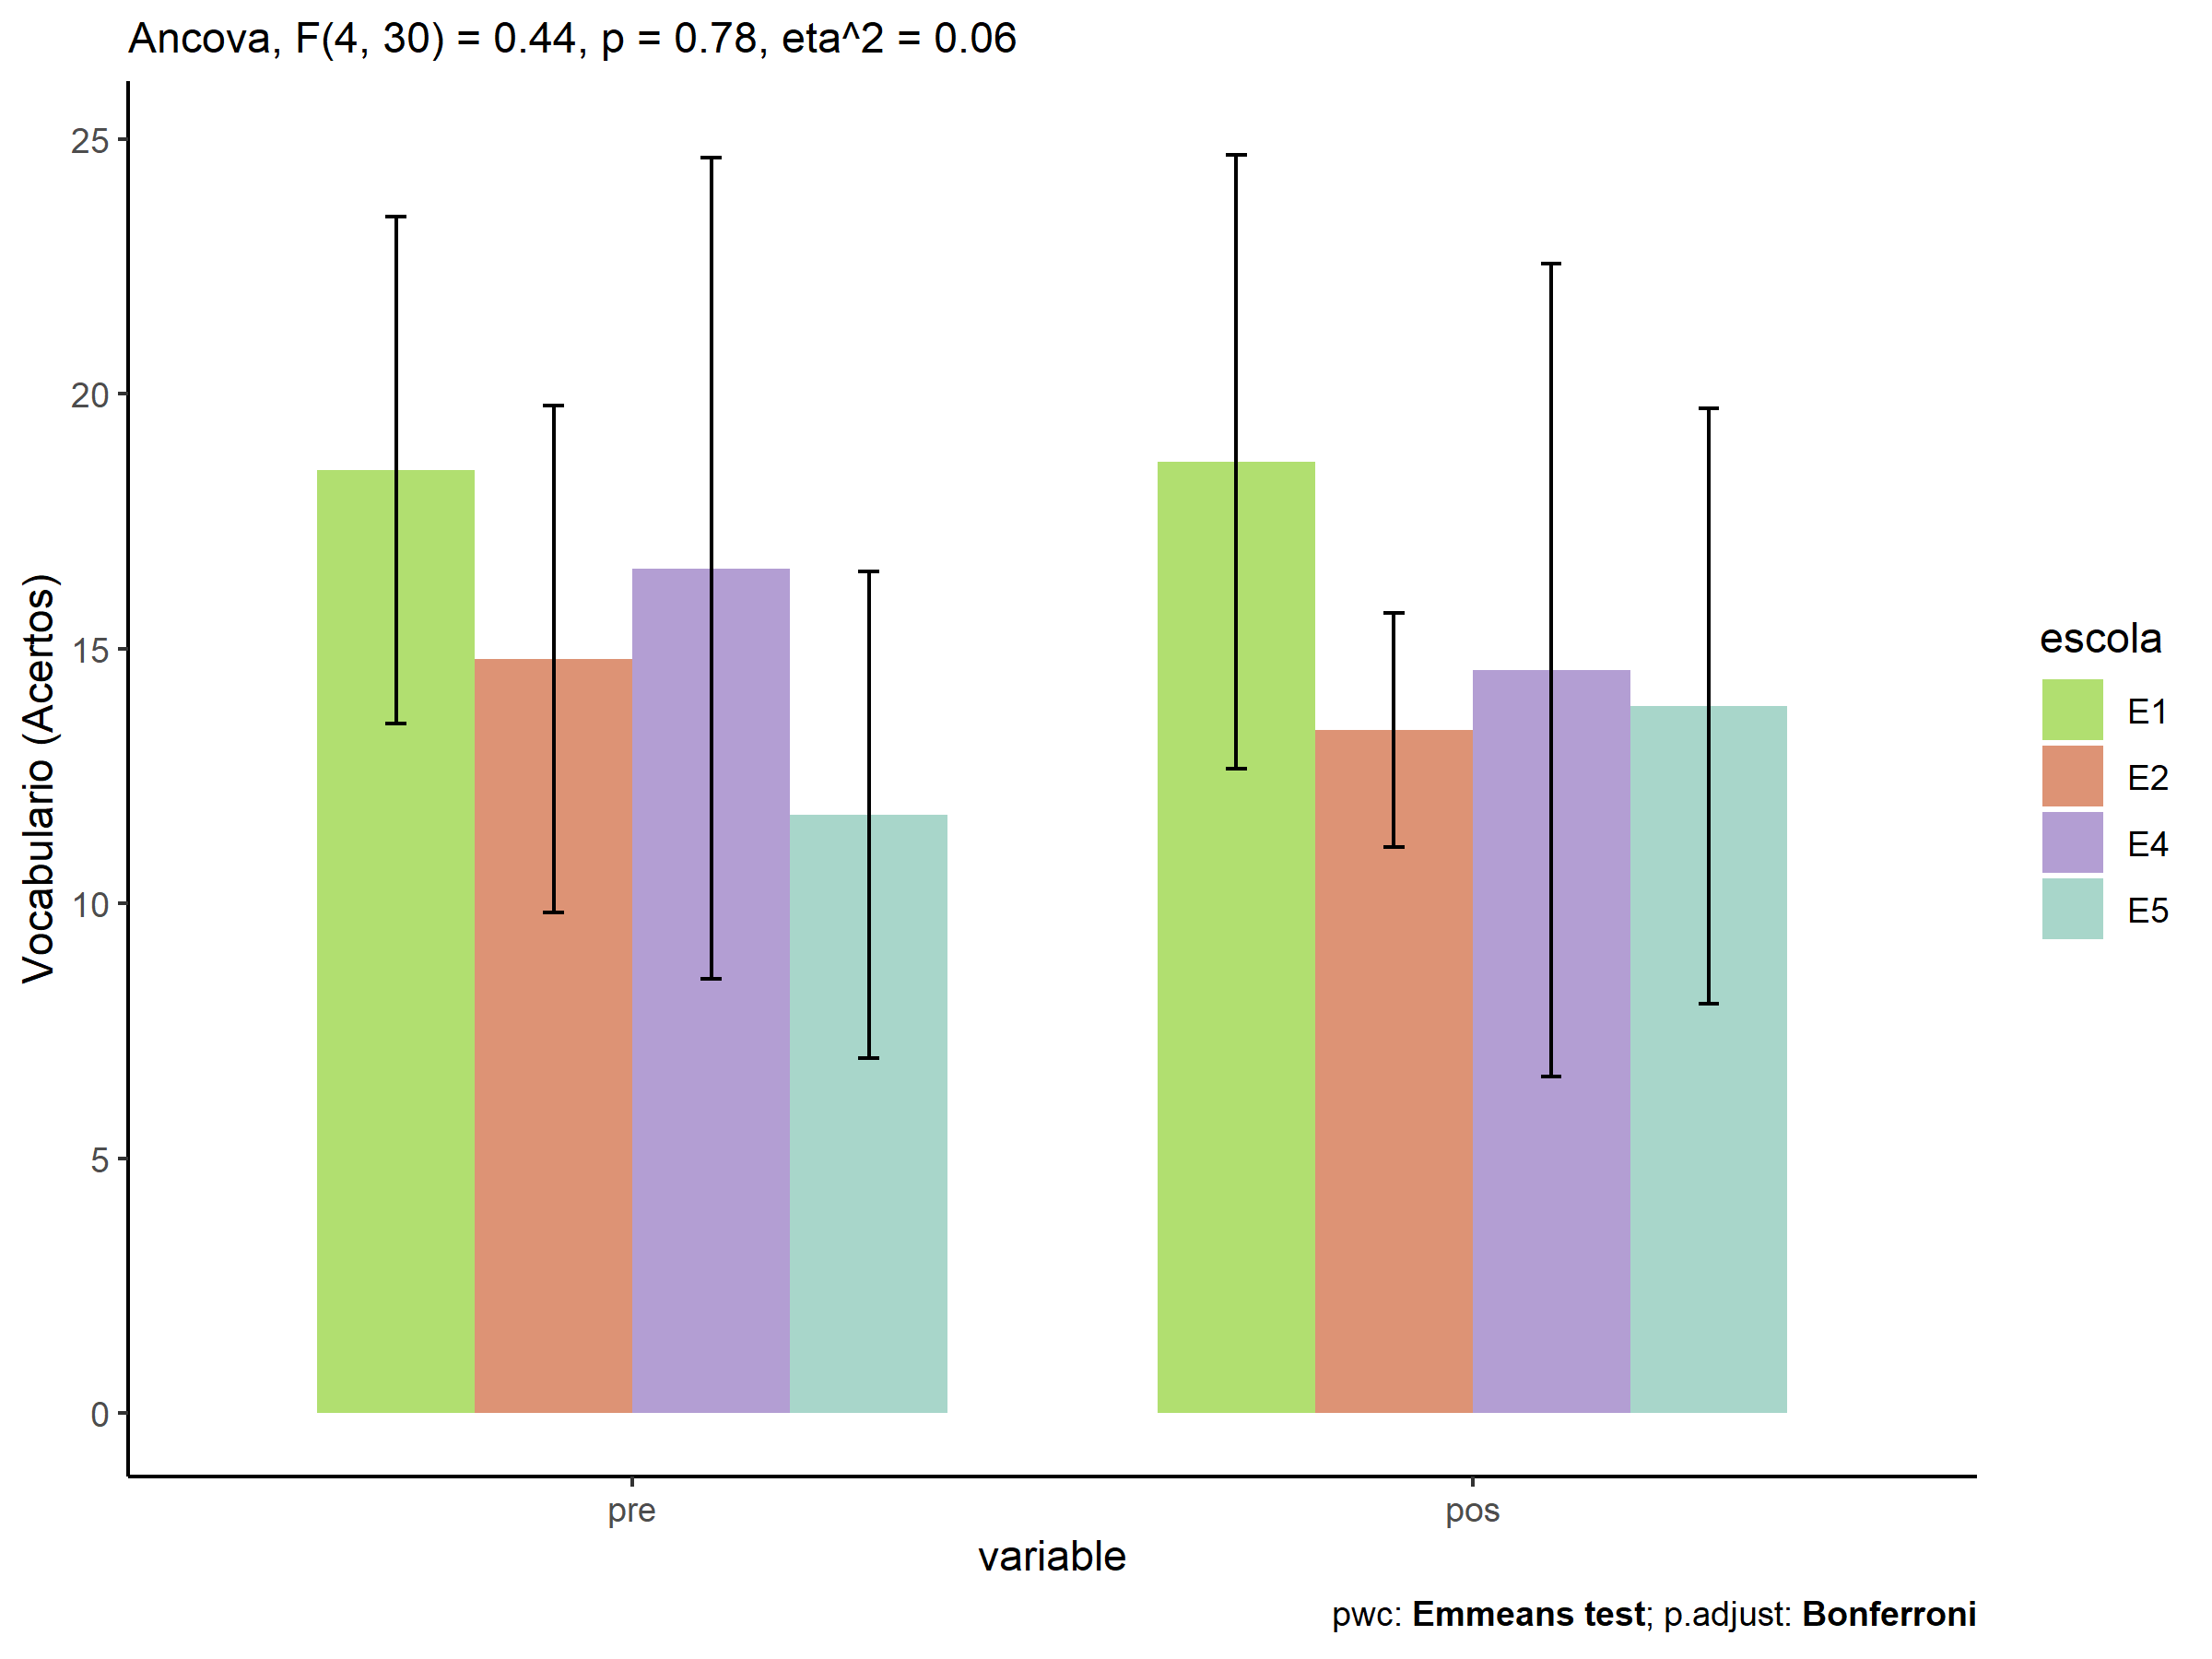 Ancova, F(4, 30) = 0.44, p = 0.78, eta^2 = 0.06
Vocabulario (Acertos)
25
20
15
10
5
0
pre
pos
variable
escola
E1
E2
E4
E5
pwc: Emmeans test; p.adjust: Bonferroni